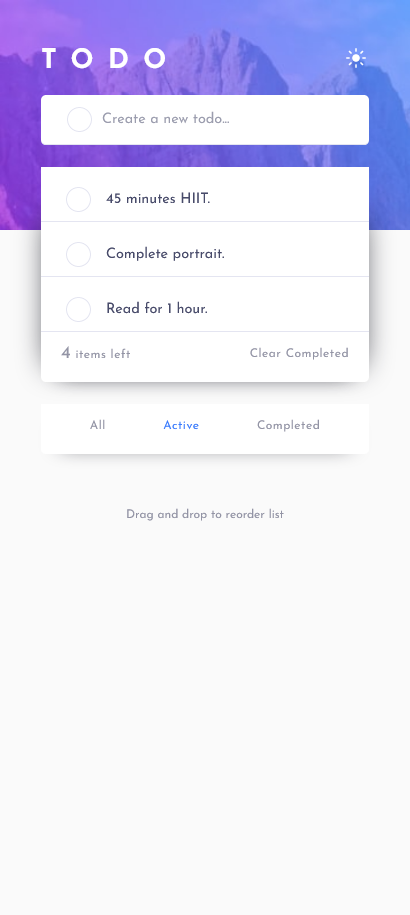 TODO
Create a new todo...
45 minutes HIIT.
Complete portrait.
Read for 1 hour.
4 items left Clear Completed
All Active Completed
Drag and drop to reorder list